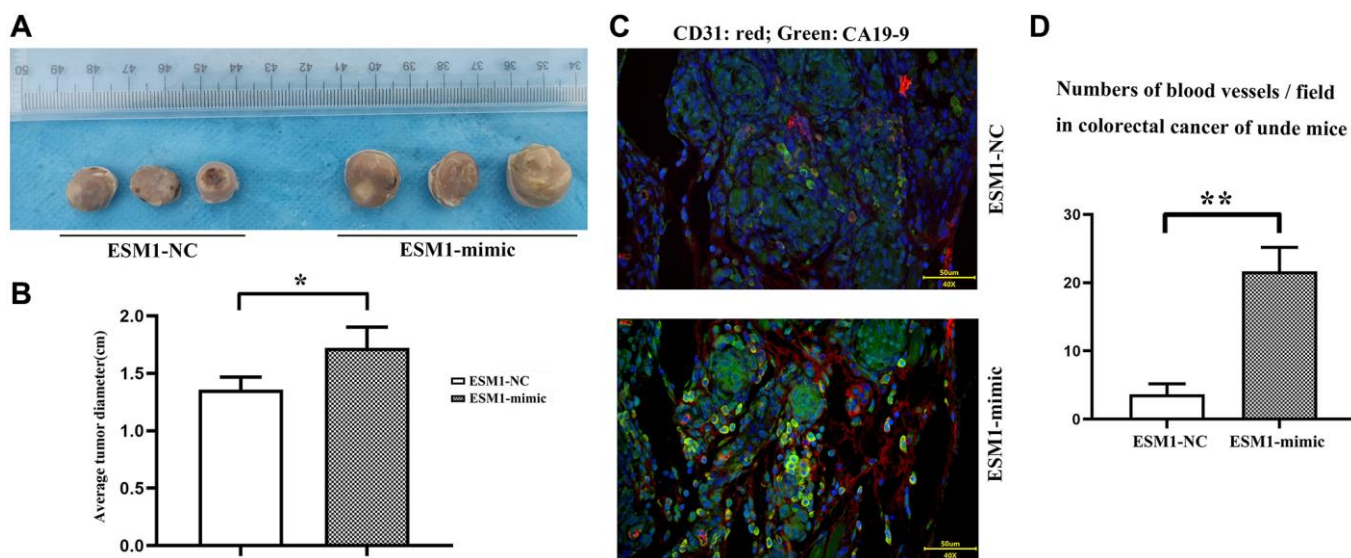 A
50 49 48 47 46 45 44 43 42 41 40 39 38 37 36 35 34
ESM1-NC
ESM1-mimic
B
*
2.0
1.5
1.0
0.5
0.0
Average tumor diameter(cm)
ESM1-NC
ESM1-mimic
C
CD31: red; Green: CA19-9
ESM1-NC
50um
40X
ESM1-mimic
50um
40X
D
Numbers of blood vessels / field
in colorectal cancer of unde mice
**
30
20
10
0
ESM1-NC
ESM1-mimic